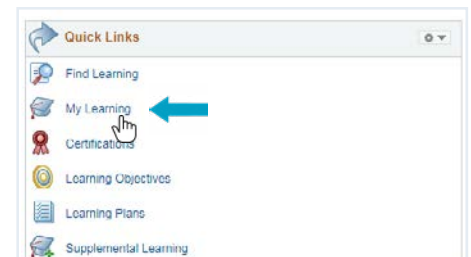 Quick Links
Find Learning
My Learning
Certifications
Learning Objectives
Learning Plans
Supplemental Learning